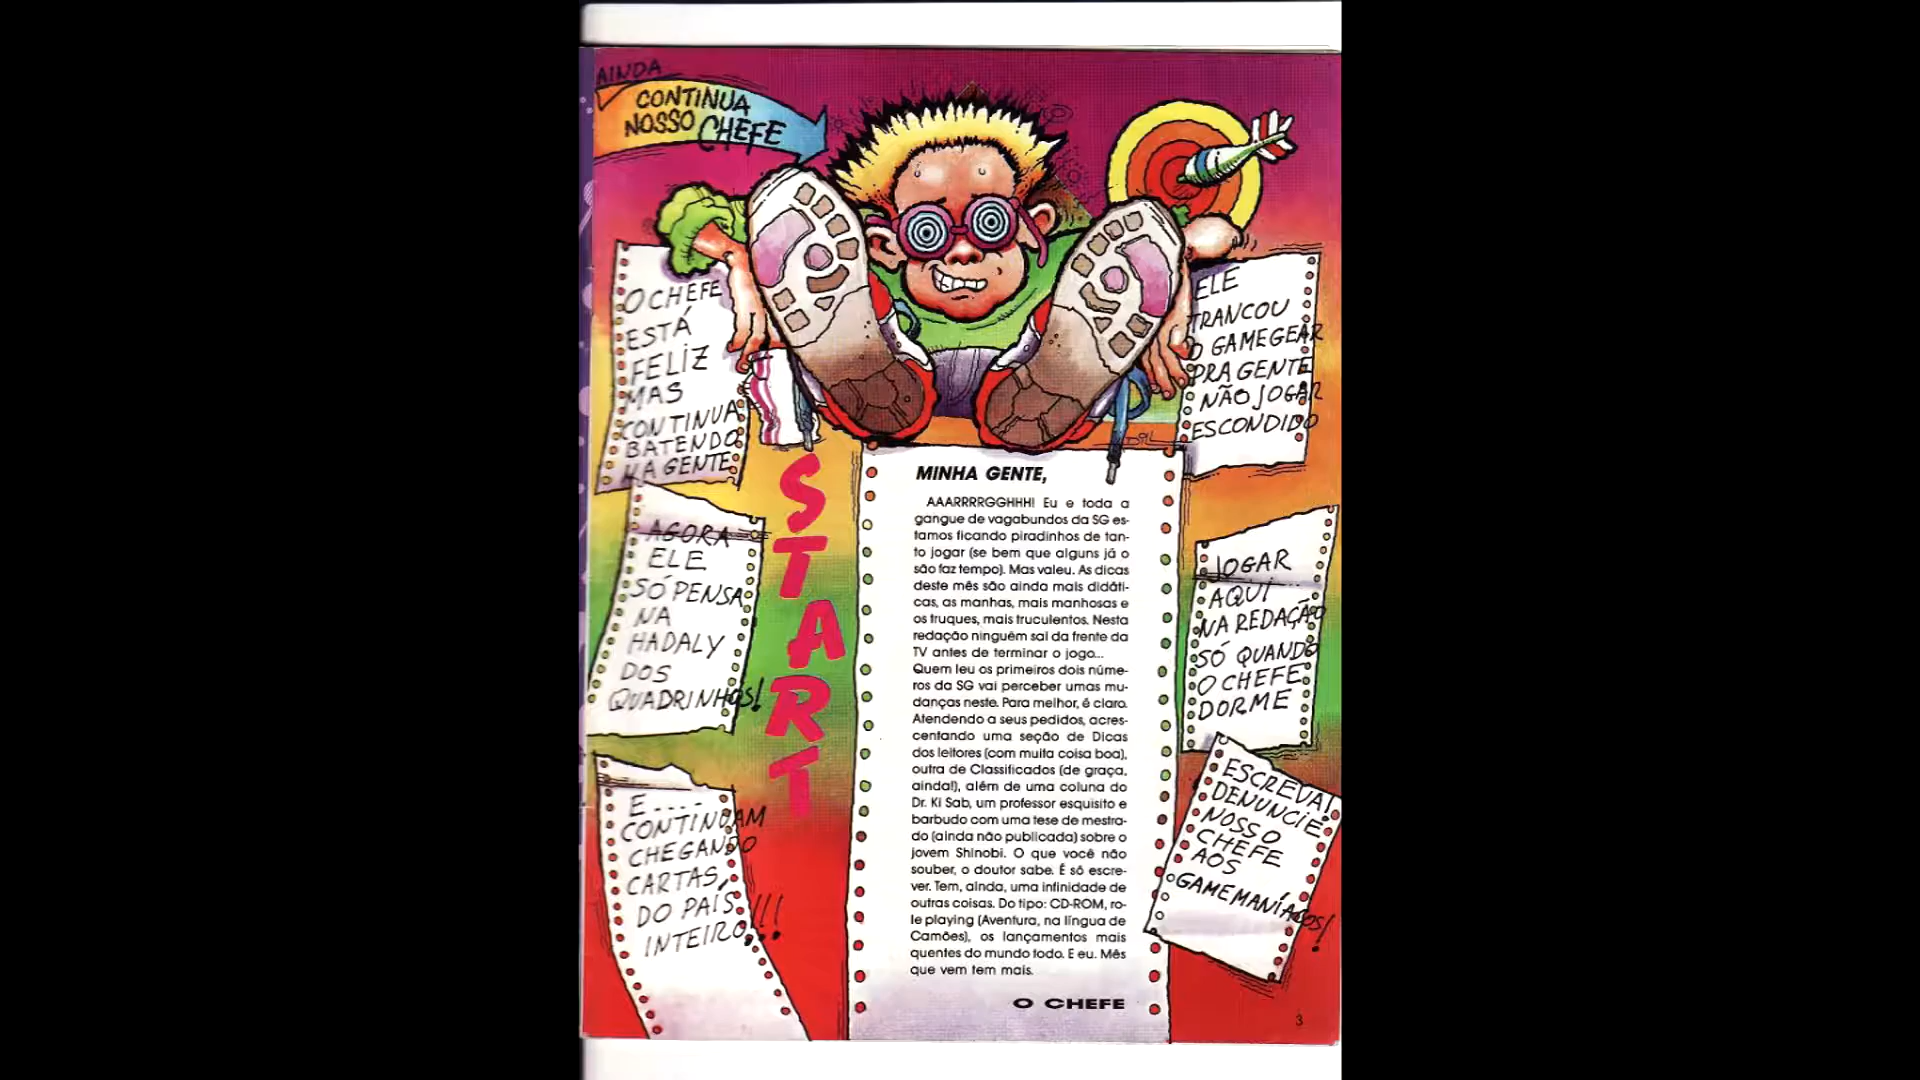 AINDA
CONTINUA
NOSSO CHEFE
O CHEFE
ESTÁ
FELIZ
MAS
CONTINUA
BATENDO
NA GENTE
AGORA
ELE
SÓ PENSA
NA
HADALY
DOS
QUADRINHOS!
E....
CONTINUAM
CHEGANDO
CARTAS
DO PAÍS
INTEIRO!!!
START
MINHA GENTE,
AAARRRRGGHHH! Eu e toda a
gangue de vagabundos da SG es-
tamos ficando piradinhos de tan-
to jogar (se bem que alguns já o
são faz tempo). Mas valeu. As dicas
deste mês são ainda mais didáti-
cas, as manhas, mais manhosas e
os truques, mais truculentos. Nesta
redação ninguém sai da frente da
TV antes de terminar o jogo...
Quem leu os primeiros dois núme-
ros da SG vai perceber umas mu-
danças neste. Para melhor, é claro.
Atendendo a seus pedidos, acres-
centando uma seção de Dicas
dos leitores (com muita coisa boa),
outra de Classificados (de graça,
ainda!), além de uma coluna do
Dr. Ki Sab, um professor esquisito e
barbudo com uma tese de mestra-
do (ainda não publicada) sobre o
jovem Shinobi. O que você não
souber, o doutor sabe. É só escre-
ver. Tem, ainda, uma infinidade de
outras coisas. Do tipo: CD-ROM, ro-
le playing (Aventura, na língua de
Camões), os lançamentos mais
quentes do mundo todo. E eu. Mês
que vem tem mais.
O CHEFE
ELE
TRANCOU
O GAMEGEAR
PRA GENTE
NÃO JOGAR
ESCONDIDO
JOGAR
AQUI
NA REDAÇÃO
SÓ QUANDO
O CHEFE
DORME
ESCREVA!
DENUNCIE
NOSSO
CHEFE
AOS
GAMEMANÍACOS!
3